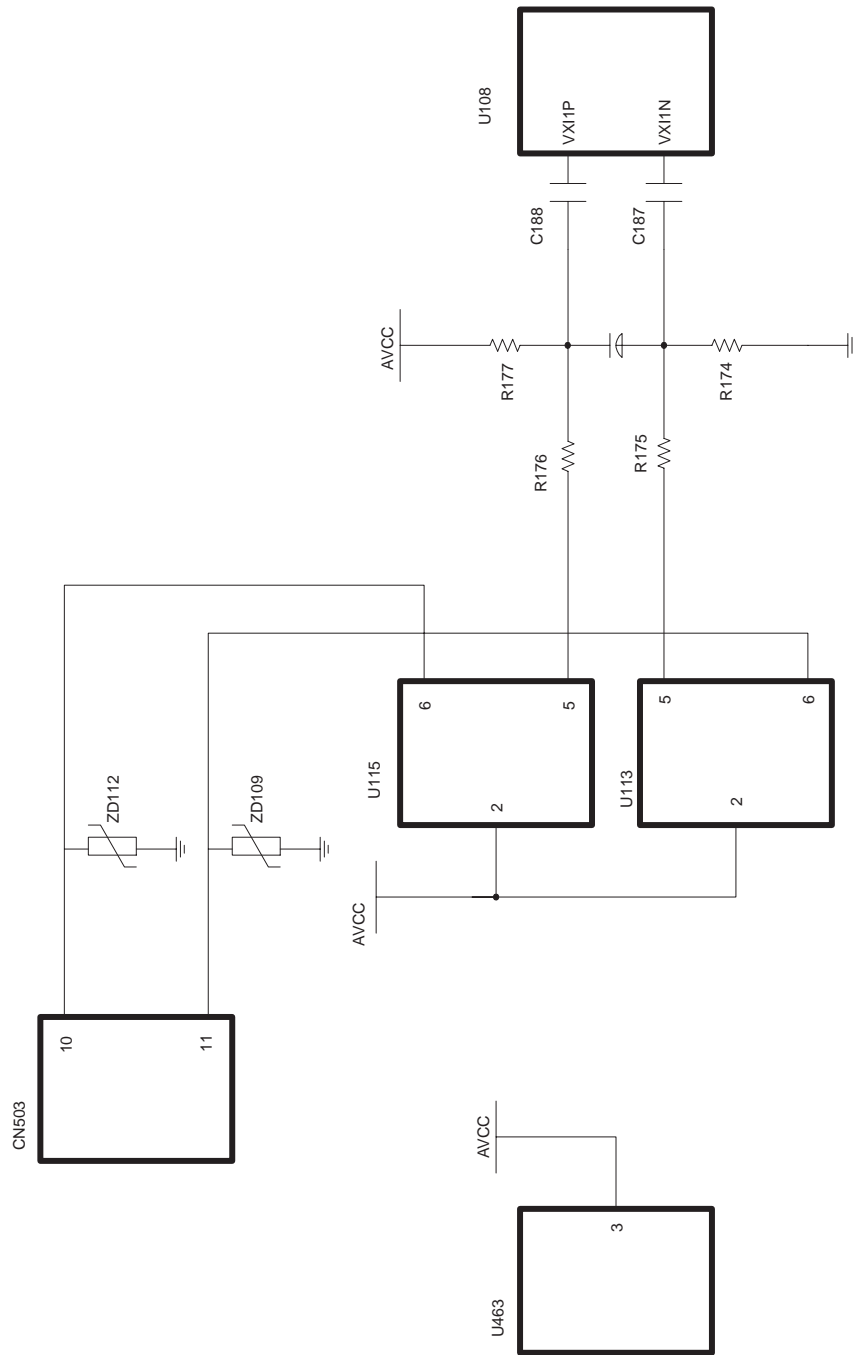 CN503
10
11
ZD112
ZD109
U463
3
AVCC
AVCC
U115
2
6
5
U113
2
5
6
R176
R175
AVCC
R177
R174
C188
C187
U108
VXI1P
VXI1N